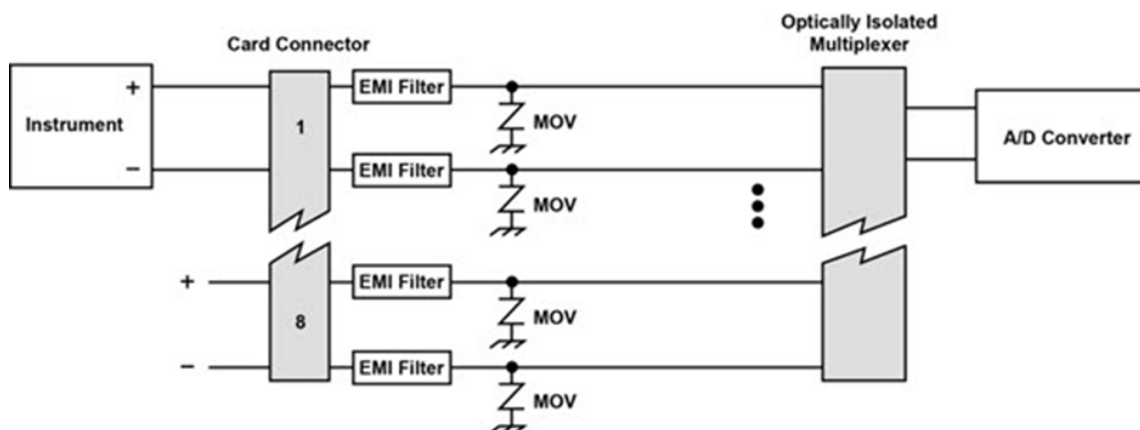 Optically Isolated
Multiplexer
Card Connector
+
EMI Filter
Instrument
1
MOV
A/D Converter
−
EMI Filter
MOV
+
EMI Filter
8
MOV
−
EMI Filter
MOV